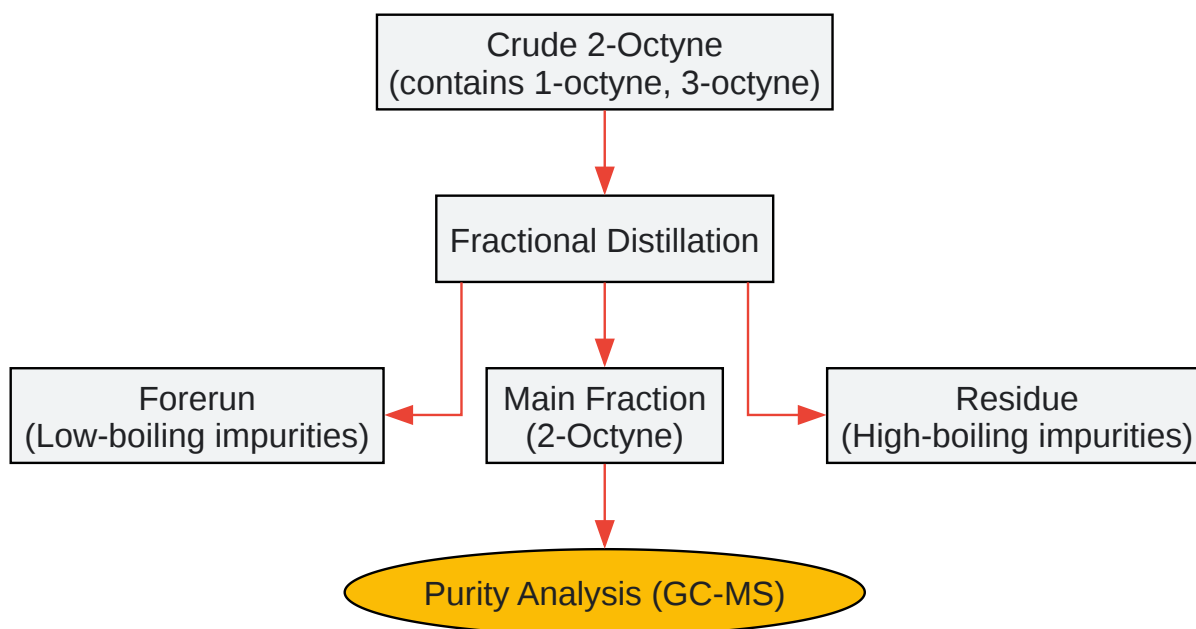 Crude 2-Octyne
(contains 1-octyne, 3-octyne)
Fractional Distillation
Forerun
(Low-boiling impurities)
Main Fraction
(2-Octyne)
Residue
(High-boiling impurities)
Purity Analysis (GC-MS)